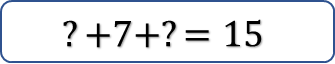 ? +7+? = 15